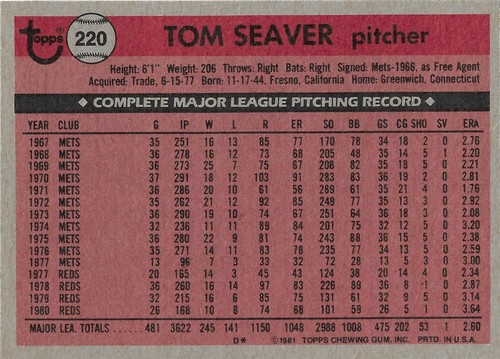 Topps 220 TOM SEAVER pitcher
Height: 6'1" Weight: 206 Throws: Right Bats: Right Signed: Mets-1966, as Free Agent
Acquired: Trade, 6-15-77 Born: 11-17-44, Fresno, California Home: Greenwich, Connecticut
COMPLETE MAJOR LEAGUE PITCHING RECORD
YEAR CLUB G IP W L R ER SO BB GS CG SHO SV ERA
1967 METS 35 251 16 13 85 77 170 78 34 18 2 0 2.76
1968 METS 36 278 16 12 73 68 205 48 35 14 5 1 2.20
1969 METS 36 273 25 7 75 67 208 82 35 18 5 0 2.21
1970 METS 37 291 18 12 103 91 283 83 36 19 2 0 2.81
1971 METS 36 286 20 10 61 56 289 61 35 21 4 0 1.76
1972 METS 35 262 21 12 92 85 249 77 35 13 3 0 2.92
1973 METS 36 290 19 10 74 67 251 64 36 18 3 0 2.08
1974 METS 32 236 11 11 89 84 201 75 32 12 5 0 3.20
1975 METS 36 280 22 9 81 74 243 88 36 15 5 0 2.38
1976 METS 35 271 14 11 83 78 235 77 34 13 5 0 2.59
1977 METS 13 96 7 3 33 32 72 28 13 5 3 0 3.00
1977 REDS 20 165 14 3 45 43 124 38 20 14 4 0 2.34
1978 REDS 36 260 16 14 97 83 226 89 36 8 1 0 2.87
1979 REDS 32 215 16 6 85 75 131 61 32 9 5 0 3.14
1980 REDS 26 168 10 8 74 68 101 59 26 5 1 0 3.64
MAJOR LEA. TOTALS 481 3622 245 141 1150 1048 2988 1008 475 202 53 1 2.60
D* © 1981 TOPPS CHEWING GUM, INC. PRTD. IN U.S.A.